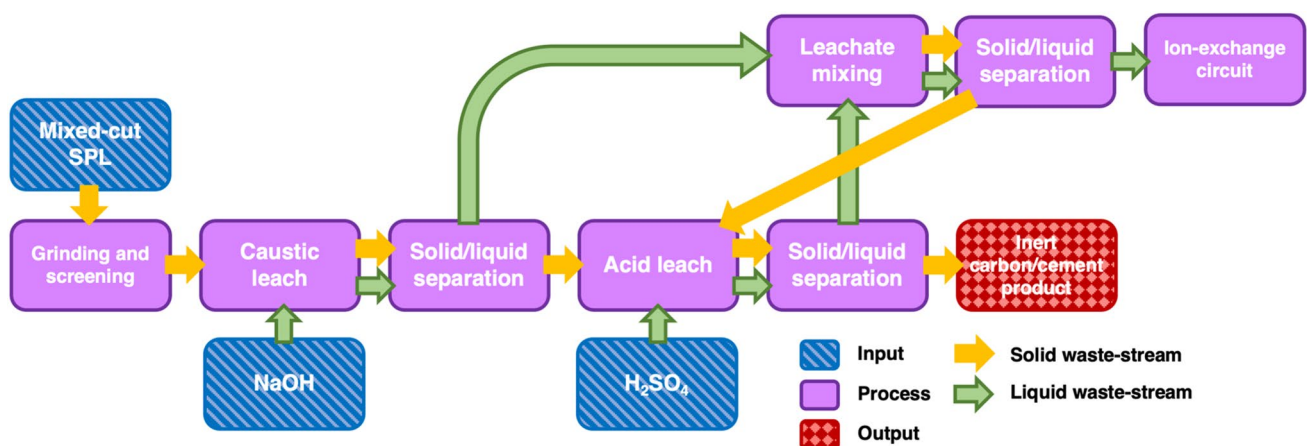 Leachate
mixing
Solid/liquid
separation
Ion-exchange
circuit
Mixed-cut
SPL
Grinding and
screening
Caustic
leach
Solid/liquid
separation
Acid leach
Solid/liquid
separation
Inert
carbon/cement
product
NaOH
H₂SO₄
Input
Solid waste-stream
Process
Liquid waste-stream
Output